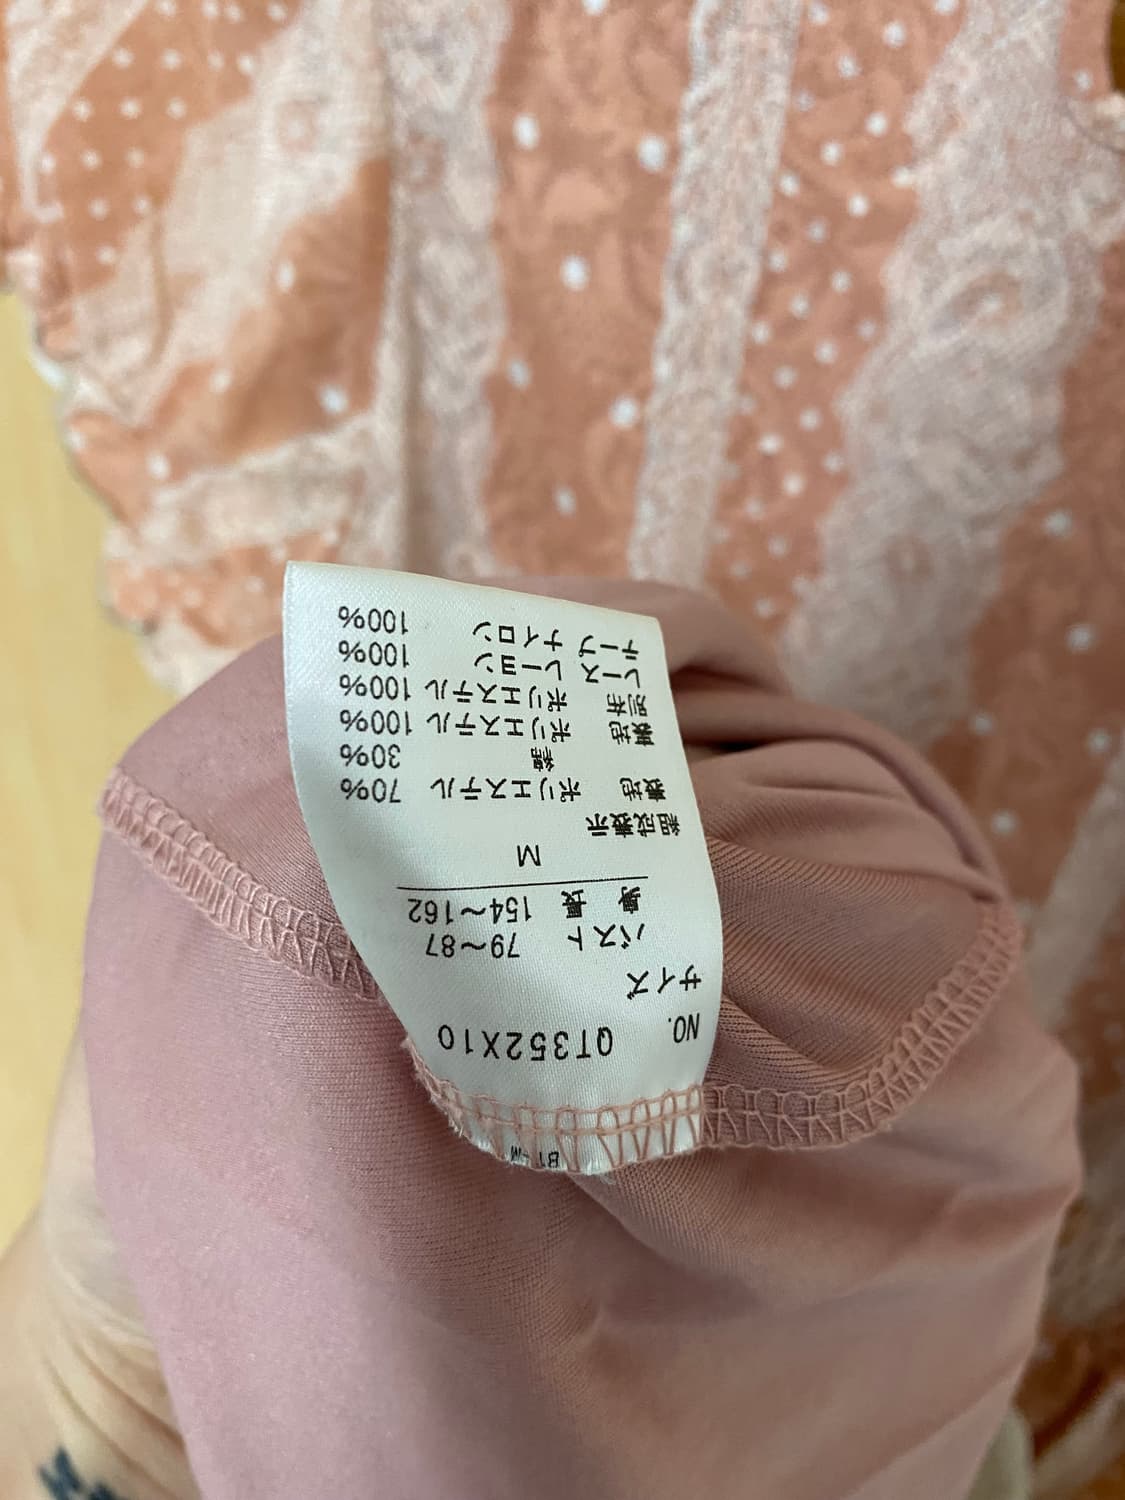 NO. QT352X10
サイズ
バスト 79〜87
身長 154〜162
M
組成表示
表地 ポリエステル 70%
綿 30%
裏地 ポリエステル 100%
別布 ポリエステル 100%
レース レーヨン 100%
テープ ナイロン 100%